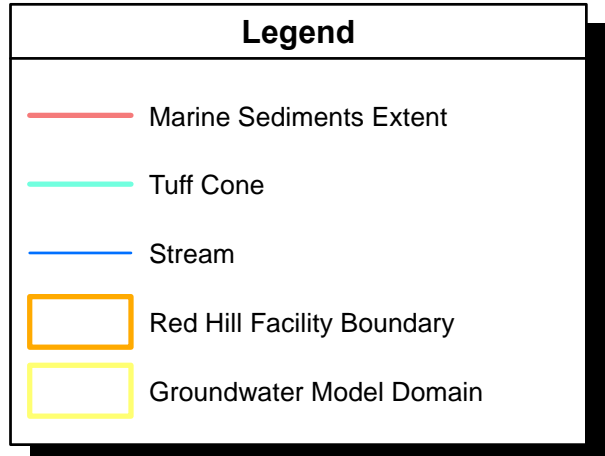 Legend
Marine Sediments Extent
Tuff Cone
Stream
Red Hill Facility Boundary
Groundwater Model Domain